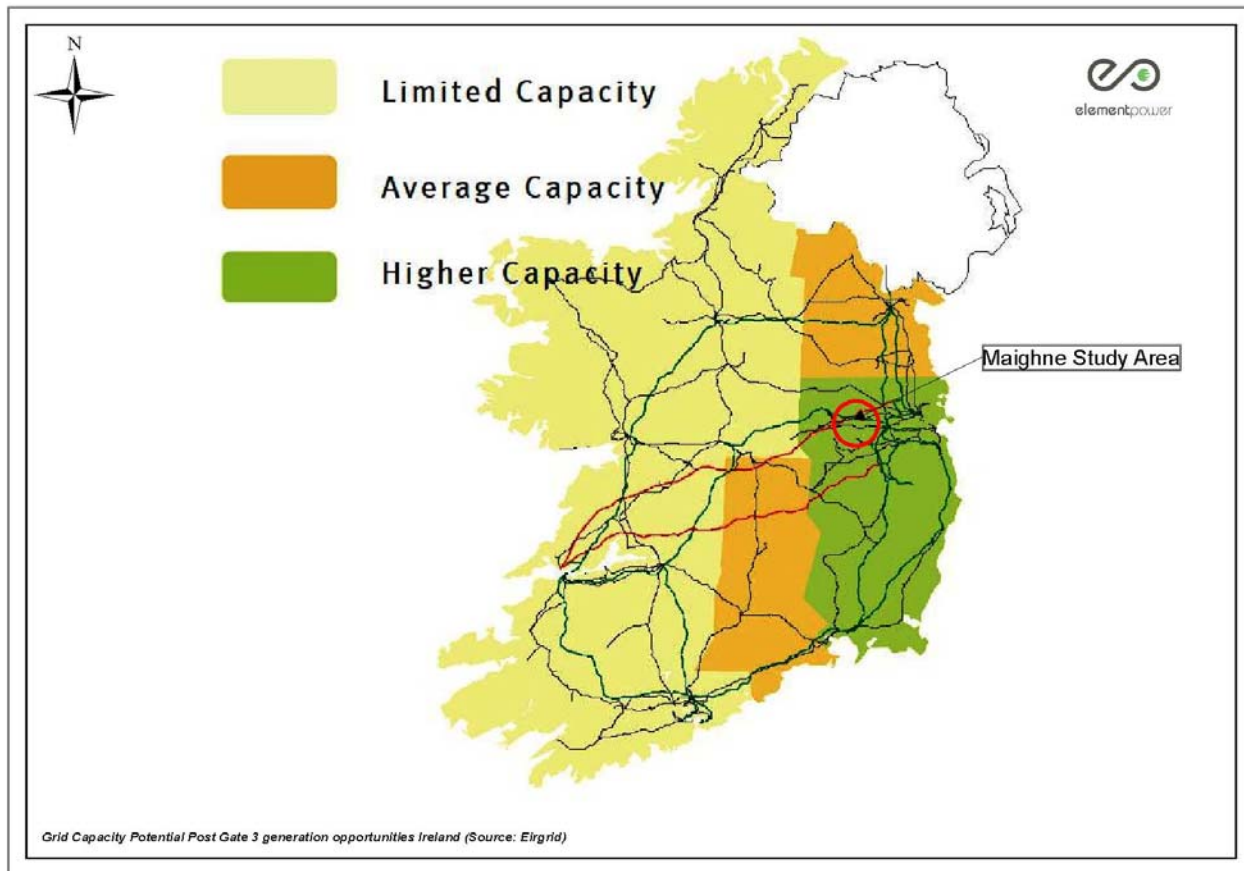 N
Limited Capacity
elementpower
Average Capacity
Higher Capacity
Maighne Study Area
Grid Capacity Potential Post Gate 3 generation opportunities Ireland (Source: Eirgrid)